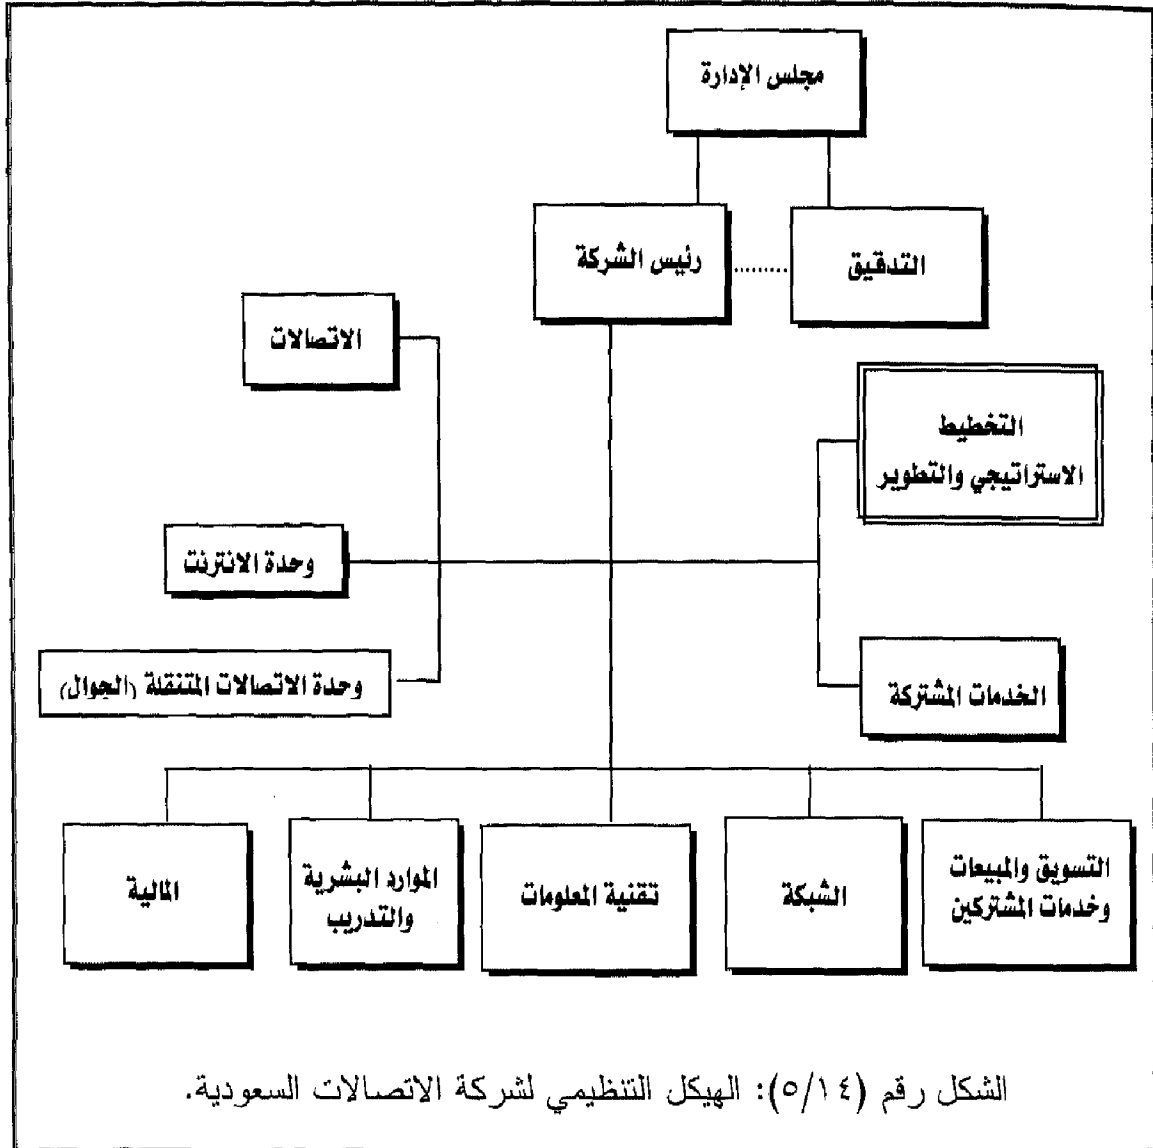 مجلس الإدارة
التدقيق
رئيس الشركة
الاتصالات
التخطيط
الاستراتيجي والتطوير
وحدة الانترنت
الخدمات المشتركة
وحدة الاتصالات المتنقلة (الجوال)
التسويق والمبيعات
وخدمات المشتركين
الشبكة
تقنية المعلومات
الموارد البشرية
والتدريب
المالية
الشكل رقم (٥/١٤): الهيكل التنظيمي لشركة الاتصالات السعودية.